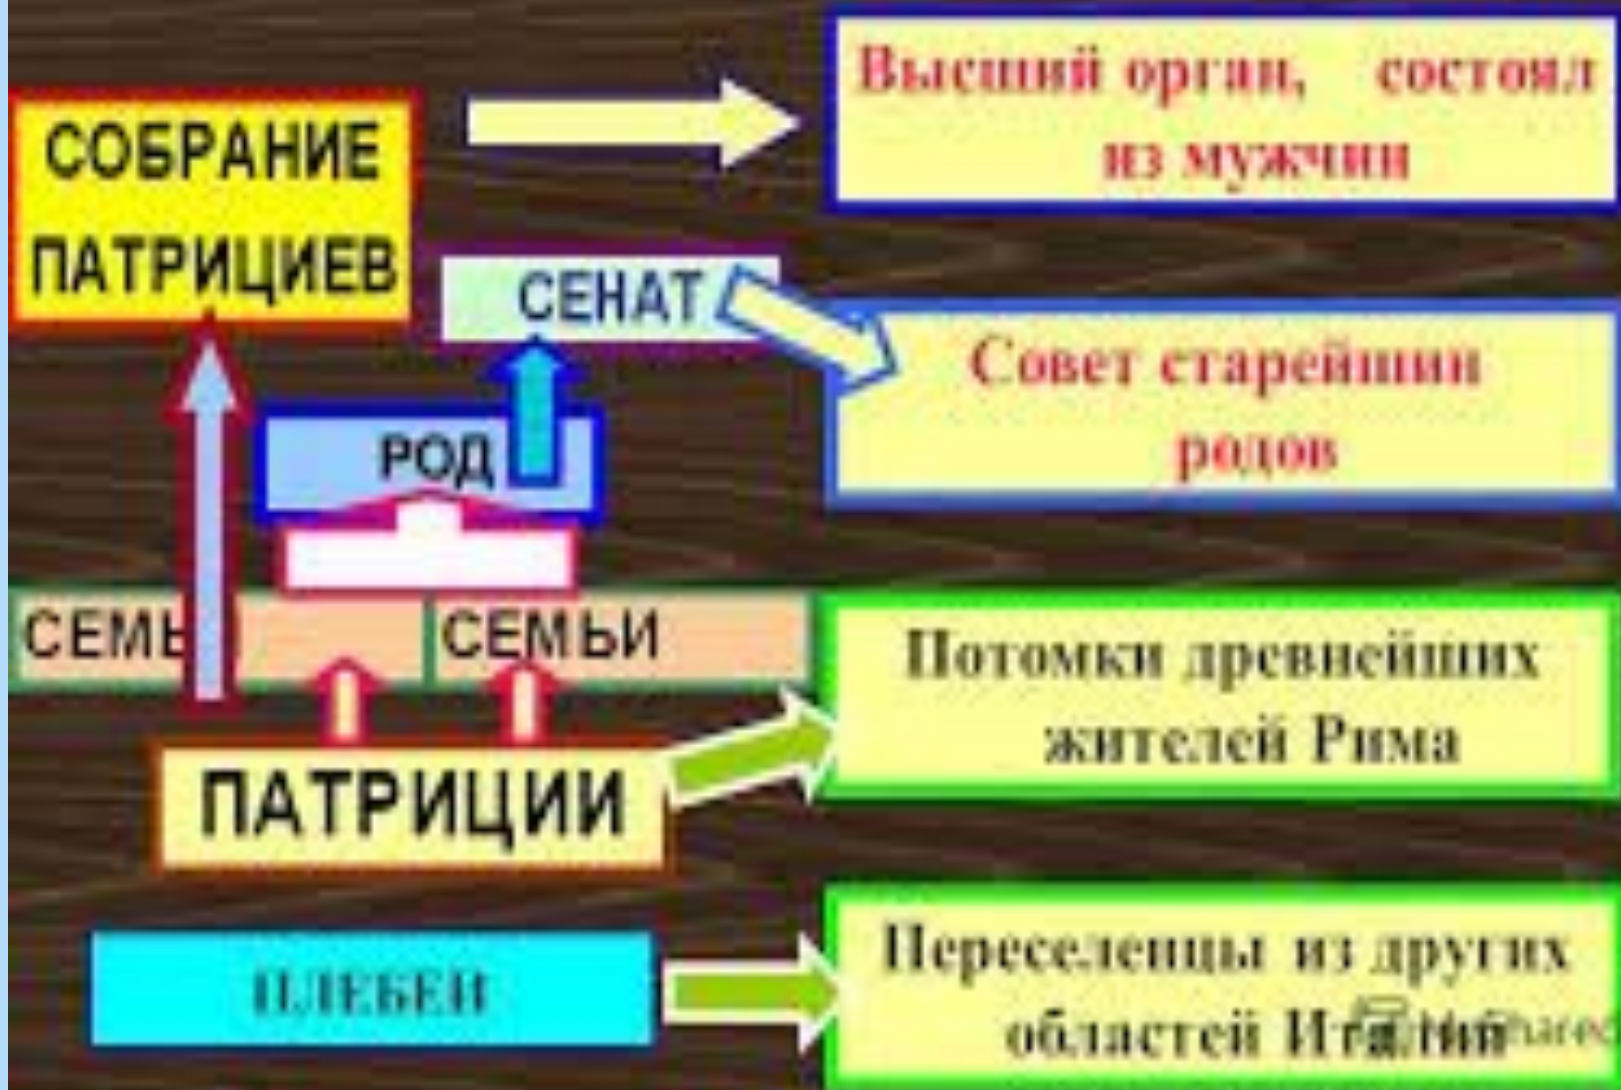 СОБРАНИЕ
ПАТРИЦИЕВ
Высший орган, состоял
из мужчин
СЕНАТ
Совет старейшин
родов
РОД
СЕМЬ
СЕМЬИ
ПАТРИЦИИ
Потомки древнейших
жителей Рима
ПЛЕБЕИ
Переселенцы из других
областей Италии